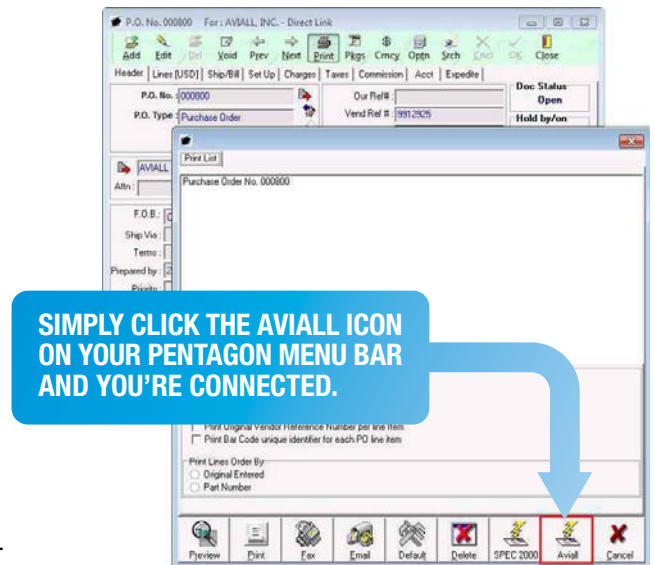 P.O. No. 000800 For : AVIALL, INC. - Direct Link
Add Edit Del Void Prev Next Print Pkgs Crncy Optn Srch Cncl OK Close
Header Lines [USD] Ship/Bill Set Up Charges Taxes Commission Acct Expedite
Doc Status
P.O. No. : 000800 Our Ref# : Open
P.O. Type : Purchase Order Vend Ref # : 9912925 Hold by/on
Print List
AVIALL
Purchase Order No. 000800
Attn :
F.O.B. :
Ship Via :
Terms :
Prepared by : 2
Priority :
SIMPLY CLICK THE AVIALL ICON
ON YOUR PENTAGON MENU BAR
AND YOU'RE CONNECTED.
Print Original Vendor Reference Number per line item
Print Bar Code unique identifier for each PO line item
Print Lines Order By
Original Entered
Part Number
Preview Print Fax Email Default Delete SPEC 2000 Aviall Cancel